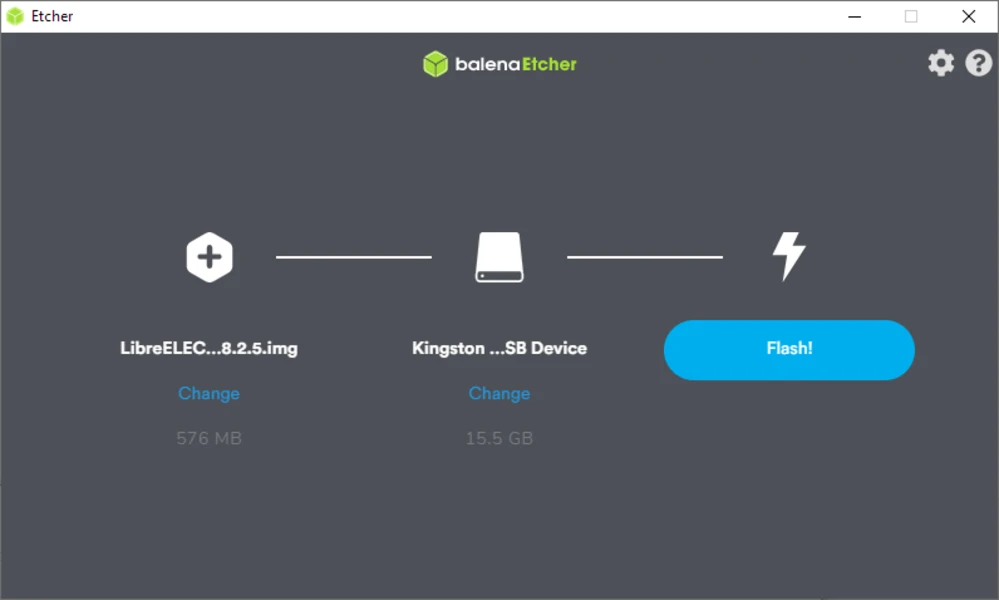 Etcher
balenaEtcher
LibreELEC...8.2.5.img
Kingston ...SB Device
Flash!
Change
Change
576 MB
15.5 GB